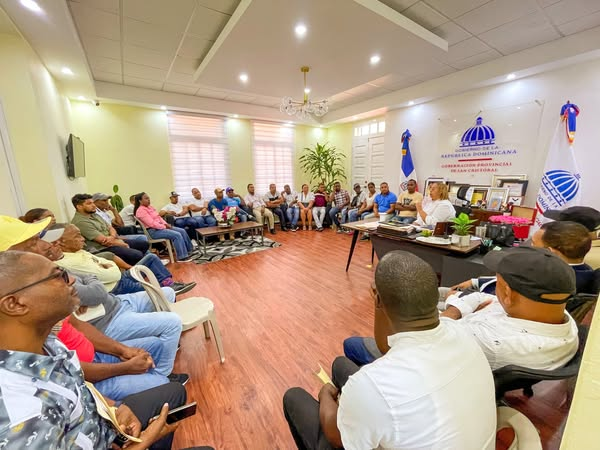 GOBIERNO DE LA
REPÚBLICA DOMINICANA
GOBERNACIÓN PROVINCIAL
DE SAN CRISTÓBAL